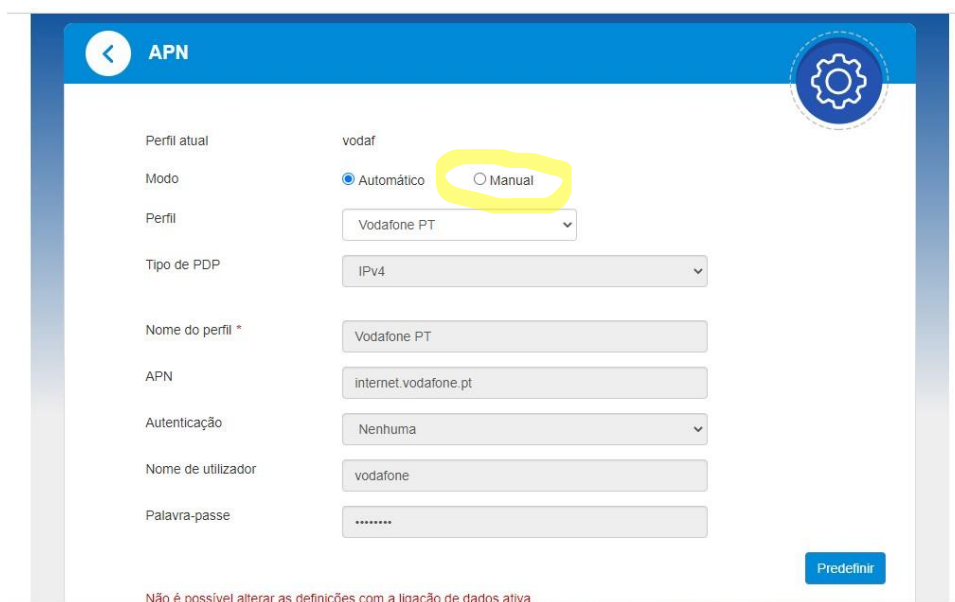 APN
Perfil atual vodaf
Modo Automático Manual
Perfil Vodafone PT
Tipo de PDP IPv4
Nome do perfil * Vodafone PT
APN internet.vodafone.pt
Autenticação Nenhuma
Nome de utilizador vodafone
Palavra-passe ••••••••
Predefinir
Não é possível alterar as definições com a ligação de dados ativa